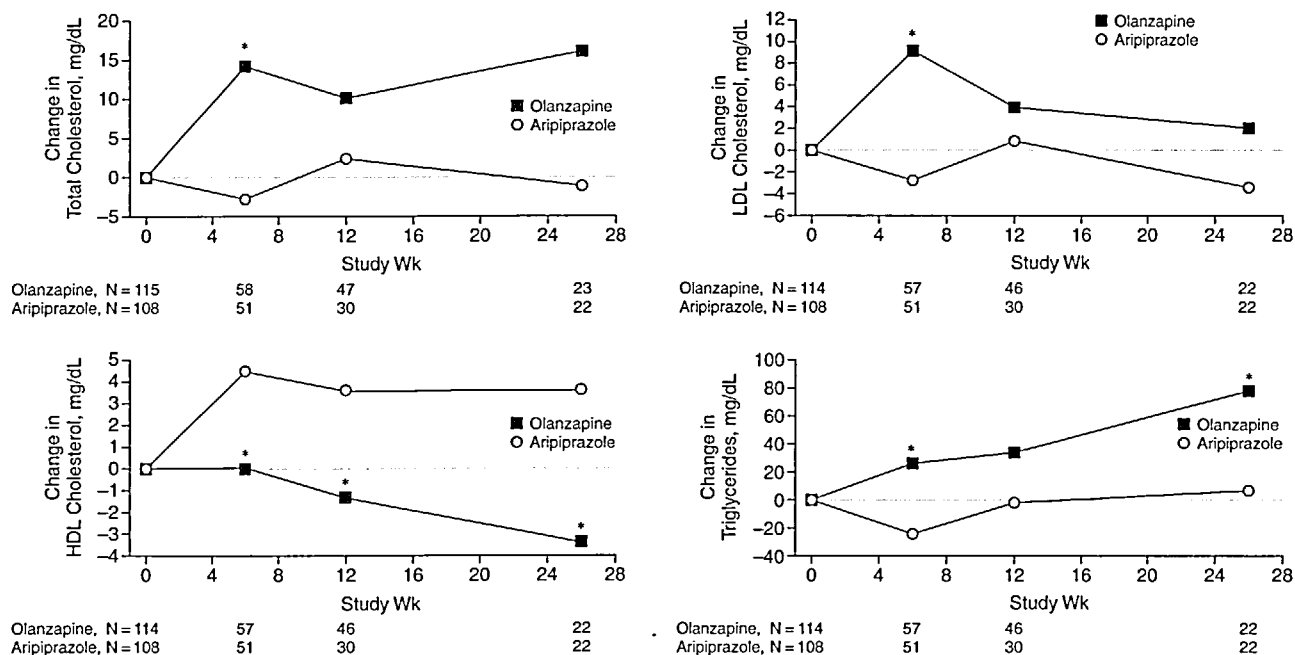 Change in
Total Cholesterol, mg/dL
20
15
10
5
0
−5
*
■ Olanzapine
○ Aripiprazole
0 4 8 12 16 20 24 28
Study Wk
Olanzapine, N = 115 58 47 23
Aripiprazole, N = 108 51 30 22
Change in
LDL Cholesterol, mg/dL
12
10
8
6
4
2
0
−2
−4
−6
*
■ Olanzapine
○ Aripiprazole
0 4 8 12 16 20 24 28
Study Wk
Olanzapine, N = 114 57 46 22
Aripiprazole, N = 108 51 30 22
Change in
HDL Cholesterol, mg/dL
5
4
3
2
1
0
−1
−2
−3
−4
■ Olanzapine
○ Aripiprazole
*
*
*
0 4 8 12 16 20 24 28
Study Wk
Olanzapine, N = 114 57 46 22
Aripiprazole, N = 108 51 30 22
Change in
Triglycerides, mg/dL
100
80
60
40
20
0
−20
−40
*
*
■ Olanzapine
○ Aripiprazole
0 4 8 12 16 20 24 28
Study Wk
Olanzapine, N = 114 57 46 22
Aripiprazole, N = 108 51 30 22